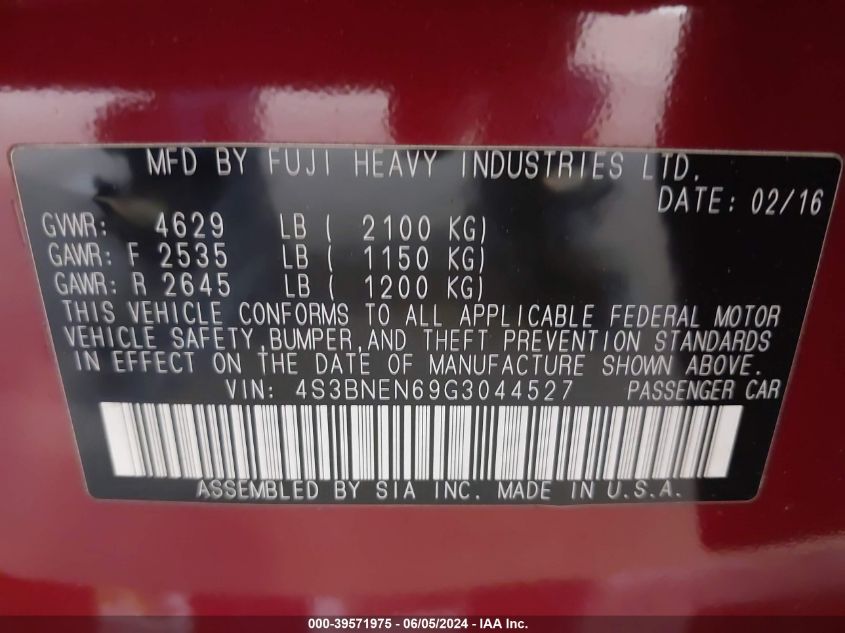 MFD BY FUJI HEAVY INDUSTRIES LTD.
DATE: 02/16
GVWR: 4629 LB ( 2100 KG)
GAWR: F 2535 LB ( 1150 KG)
GAWR: R 2645 LB ( 1200 KG)
THIS VEHICLE CONFORMS TO ALL APPLICABLE FEDERAL MOTOR
VEHICLE SAFETY, BUMPER, AND THEFT PREVENTION STANDARDS
IN EFFECT ON THE DATE OF MANUFACTURE SHOWN ABOVE.
VIN: 4S3BNEN69G3044527 PASSENGER CAR
ASSEMBLED BY SIA INC. MADE IN U.S.A.
000-39571975 - 06/05/2024 - IAA Inc.